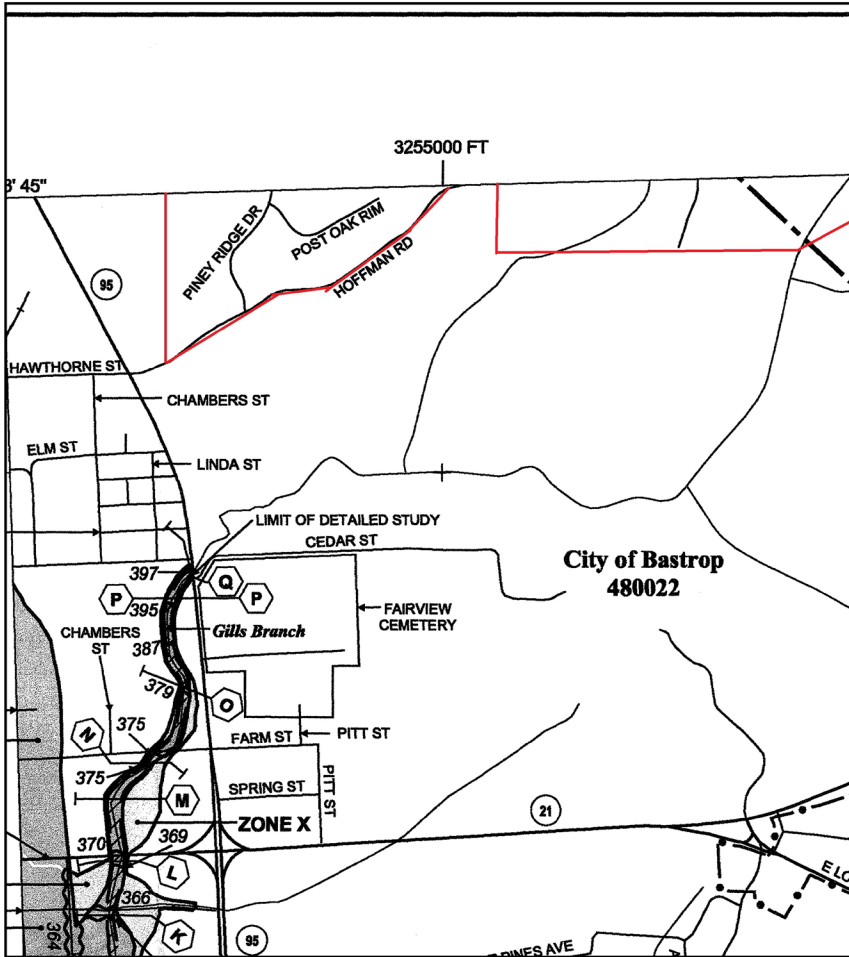 3255000 FT
3' 45"
PINEY RIDGE DR
POST OAK RIM
HOFFMAN RD
95
HAWTHORNE ST
CHAMBERS ST
ELM ST
LINDA ST
LIMIT OF DETAILED STUDY
CEDAR ST
City of Bastrop
480022
397
Q
P
395
P
FAIRVIEW
CEMETERY
Gills Branch
CHAMBERS
ST
387
379
O
N
375
FARM ST
PITT ST
375
SPRING ST
PITT ST
M
21
ZONE X
370
369
L
E LO
366
K
364
95
E PINES AVE
A